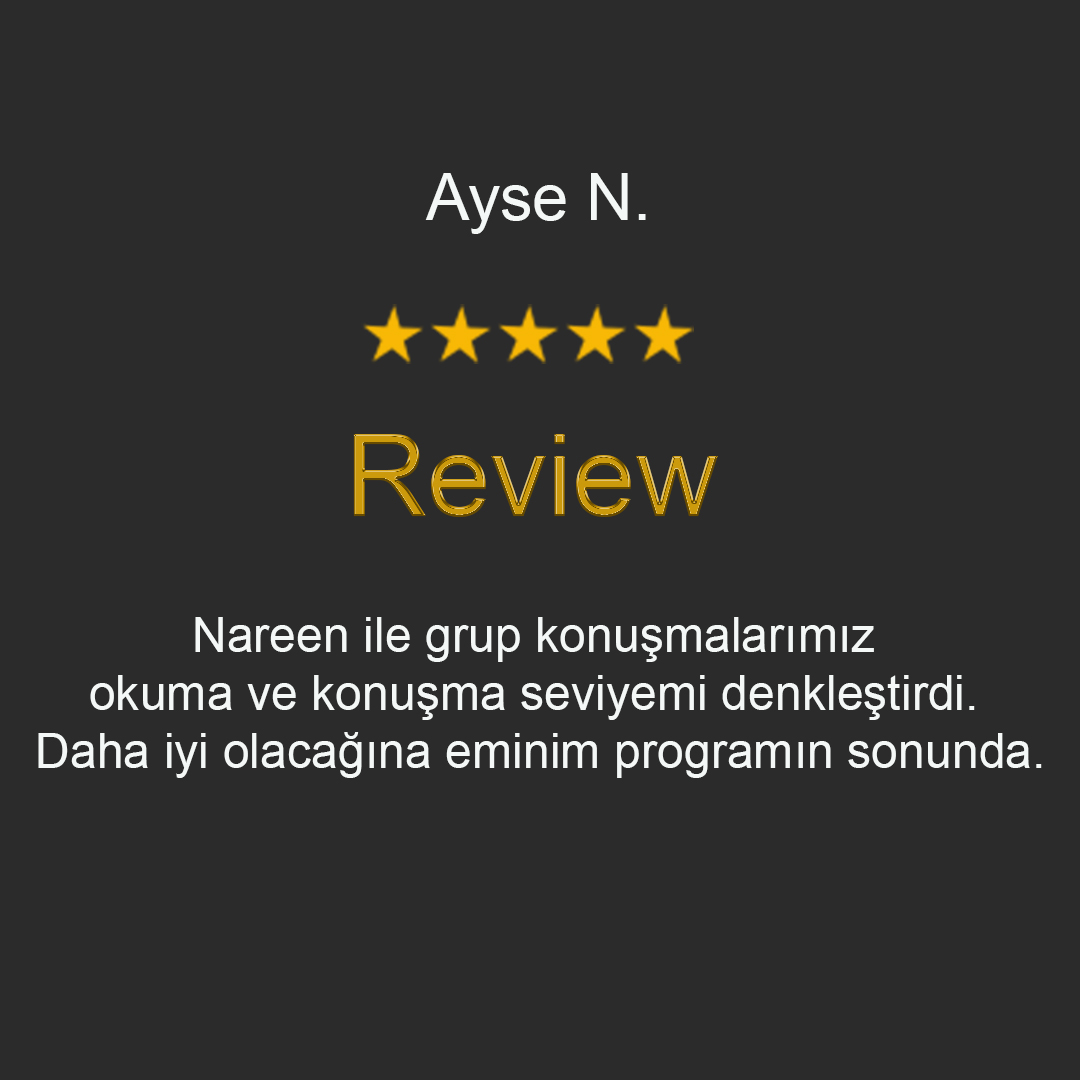 Ayse N.
Review
Nareen ile grup konuşmalarımız
okuma ve konuşma seviyemi denkleştirdi.
Daha iyi olacağına eminim programın sonunda.